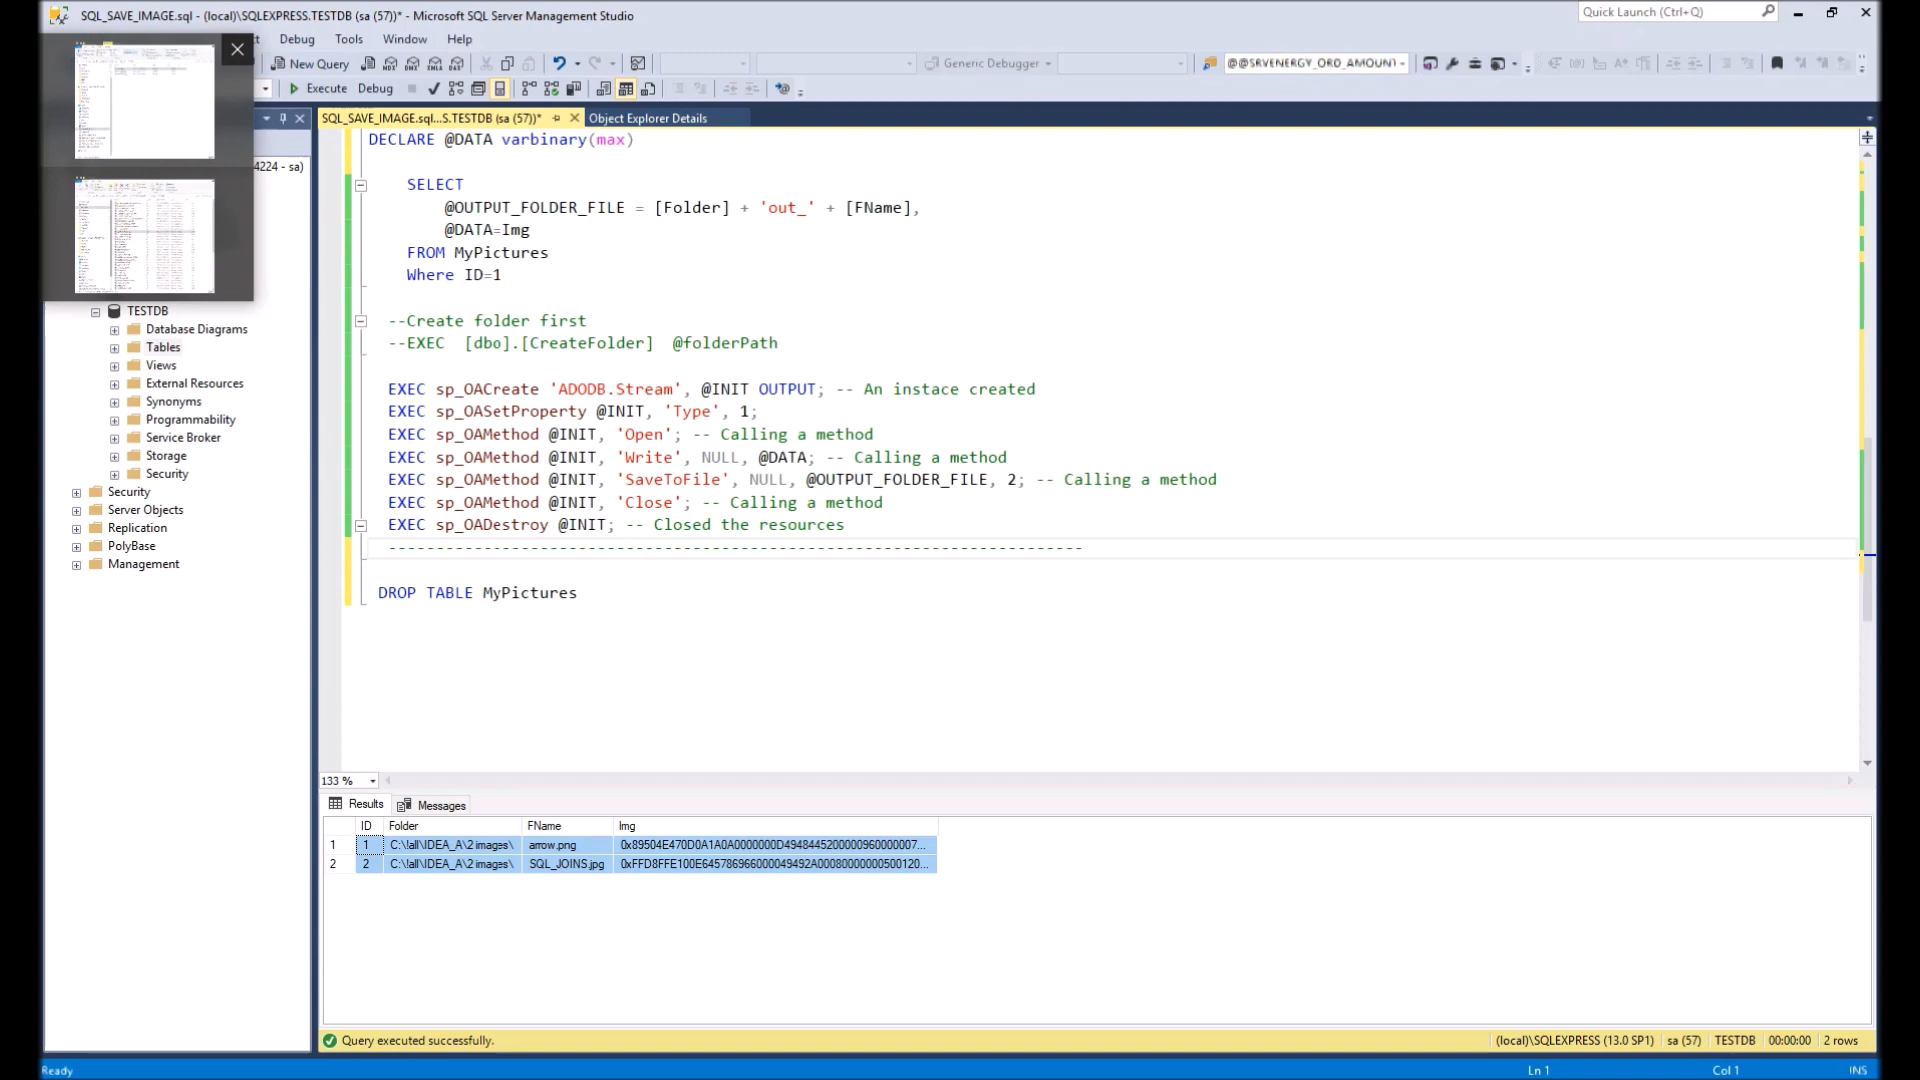 SQL_SAVE_IMAGE.sql - (local)\SQLEXPRESS.TESTDB (sa (57))* - Microsoft SQL Server Management Studio
Quick Launch (Ctrl+Q)
Debug Tools Window Help
New Query
Generic Debugger
@@SRVENERGY_ORD_AMOUNT
Execute Debug
SQL_SAVE_IMAGE.sql...S.TESTDB (sa (57))*
Object Explorer Details
4224 - sa)
TESTDB
Database Diagrams
Tables
Views
External Resources
Synonyms
Programmability
Service Broker
Storage
Security
Security
Server Objects
Replication
PolyBase
Management
DECLARE @DATA varbinary(max)
SELECT
@OUTPUT_FOLDER_FILE = [Folder] + 'out_' + [FName],
@DATA=Img
FROM MyPictures
Where ID=1
--Create folder first
--EXEC [dbo].[CreateFolder] @folderPath
EXEC sp_OACreate 'ADODB.Stream', @INIT OUTPUT; -- An instace created
EXEC sp_OASetProperty @INIT, 'Type', 1;
EXEC sp_OAMethod @INIT, 'Open'; -- Calling a method
EXEC sp_OAMethod @INIT, 'Write', NULL, @DATA; -- Calling a method
EXEC sp_OAMethod @INIT, 'SaveToFile', NULL, @OUTPUT_FOLDER_FILE, 2; -- Calling a method
EXEC sp_OAMethod @INIT, 'Close'; -- Calling a method
EXEC sp_OADestroy @INIT; -- Closed the resources
-------------------------------------------------------------------------
DROP TABLE MyPictures
133 %
Results Messages
ID Folder FName Img
1 1 C:\!all\IDEA_A\2 images\ arrow.png 0x89504E470D0A1A0A0000000D4948445200000960000007...
2 2 C:\!all\IDEA_A\2 images\ SQL_JOINS.jpg 0xFFD8FFE100E645786966000049492A00080000000500120...
Query executed successfully.
(local)\SQLEXPRESS (13.0 SP1) sa (57) TESTDB 00:00:00 2 rows
Ready
Ln 1 Col 1 INS